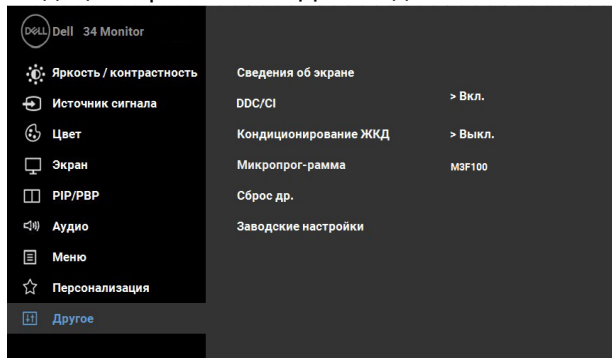 DELL Dell 34 Monitor
Яркость / контрастность
Источник сигнала
Цвет
Экран
PIP/PBP
Аудио
Меню
Персонализация
Другое
Сведения об экране
DDC/CI > Вкл.
Кондиционирование ЖКД > Выкл.
Микропрог-рамма M3F100
Сброс др.
Заводские настройки